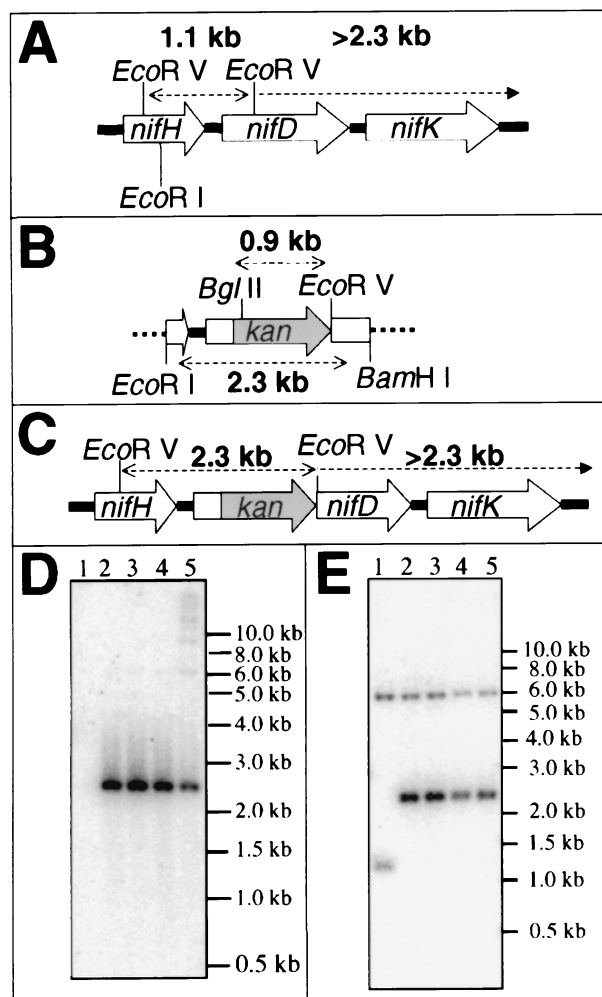 A
1.1 kb >2.3 kb
EcoR V EcoR V
nifH nifD nifK
EcoR I
B
0.9 kb
Bgl II EcoR V
kan
EcoR I 2.3 kb BamH I
C
EcoR V 2.3 kb EcoR V >2.3 kb
nifH kan nifD nifK
D
1 2 3 4 5
10.0 kb
8.0 kb
6.0 kb
5.0 kb
4.0 kb
3.0 kb
2.0 kb
1.5 kb
1.0 kb
0.5 kb
E
1 2 3 4 5
10.0 kb
8.0 kb
6.0 kb
5.0 kb
4.0 kb
3.0 kb
2.0 kb
1.5 kb
1.0 kb
0.5 kb